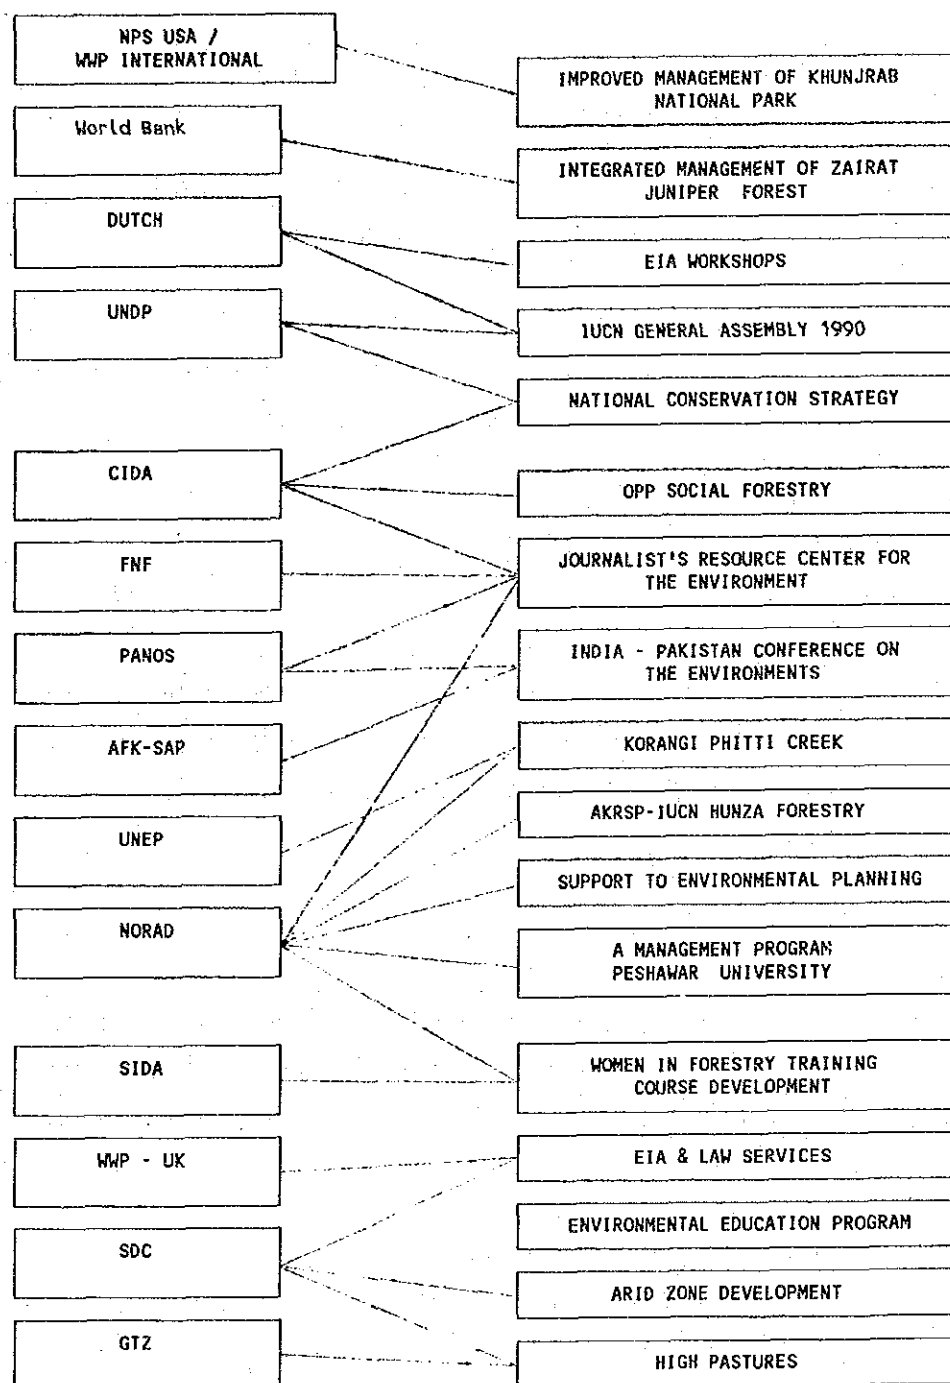 NPS USA /
WWP INTERNATIONAL
World Bank
DUTCH
UNDP
CIDA
FNF
PANOS
AFK-SAP
UNEP
NORAD
SIDA
WWP - UK
SDC
GTZ
IMPROVED MANAGEMENT OF KHUNJRAB
NATIONAL PARK
INTEGRATED MANAGEMENT OF ZAIRAT
JUNIPER FOREST
EIA WORKSHOPS
IUCN GENERAL ASSEMBLY 1990
NATIONAL CONSERVATION STRATEGY
OPP SOCIAL FORESTRY
JOURNALIST'S RESOURCE CENTER FOR
THE ENVIRONMENT
INDIA - PAKISTAN CONFERENCE ON
THE ENVIRONMENTS
KORANGI PHITTI CREEK
AKRSP-IUCN HUNZA FORESTRY
SUPPORT TO ENVIRONMENTAL PLANNING
A MANAGEMENT PROGRAM
PESHAWAR UNIVERSITY
WOMEN IN FORESTRY TRAINING
COURSE DEVELOPMENT
EIA & LAW SERVICES
ENVIRONMENTAL EDUCATION PROGRAM
ARID ZONE DEVELOPMENT
HIGH PASTURES